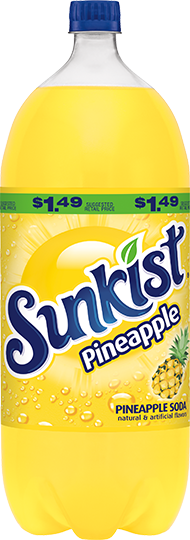 $1.49 SUGGESTED RETAIL PRICE $1.49
Sunkist
Pineapple
PINEAPPLE SODA
natural & artificial flavors